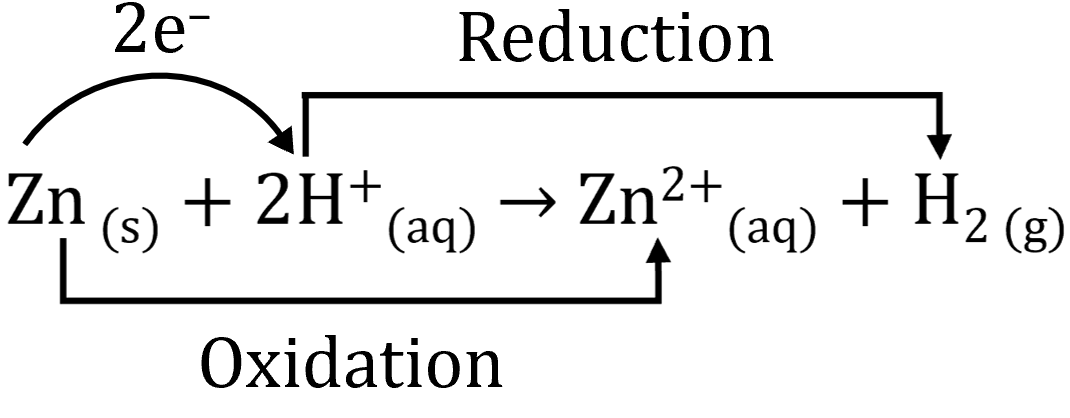 2e⁻
Reduction
Zn (s) + 2H⁺(aq) → Zn²⁺(aq) + H₂ (g)
Oxidation